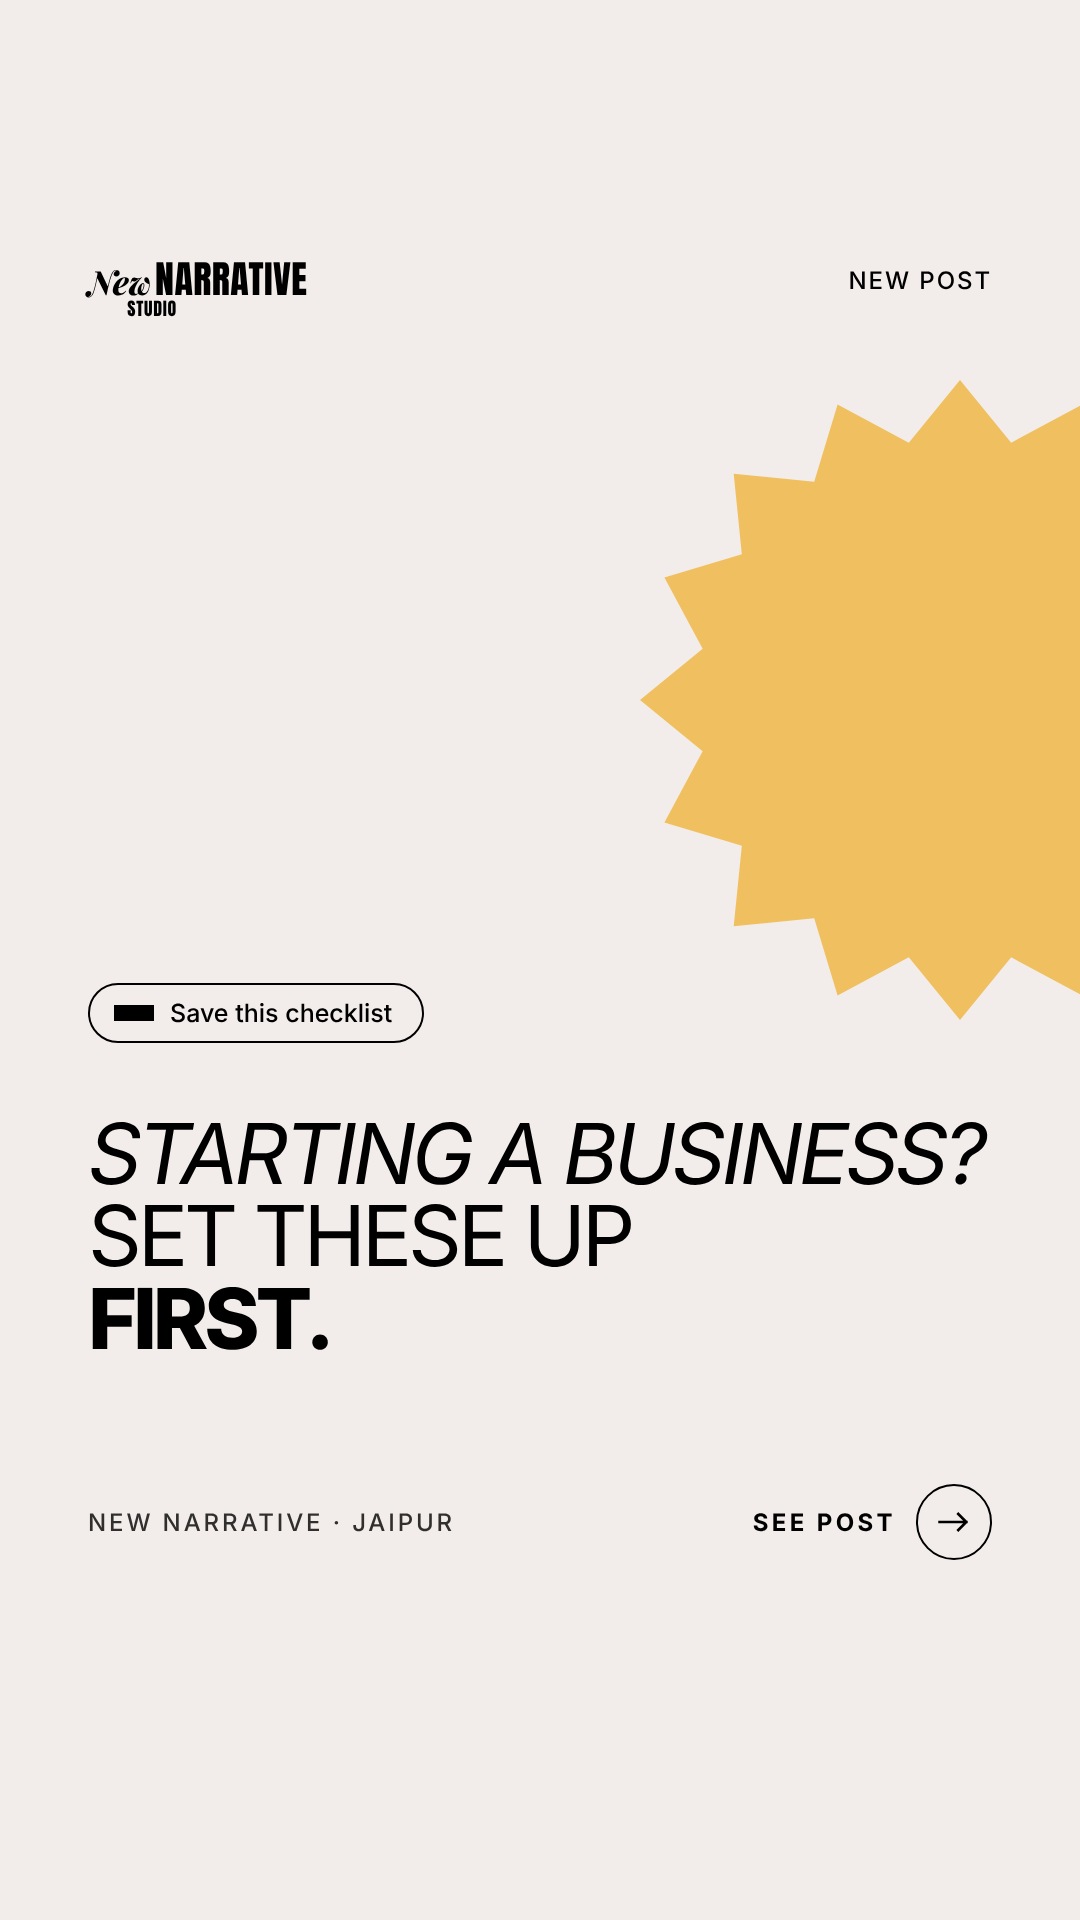 New NARRATIVE
STUDIO
NEW POST
Save this checklist
STARTING A BUSINESS?
SET THESE UP
FIRST.
NEW NARRATIVE · JAIPUR
SEE POST